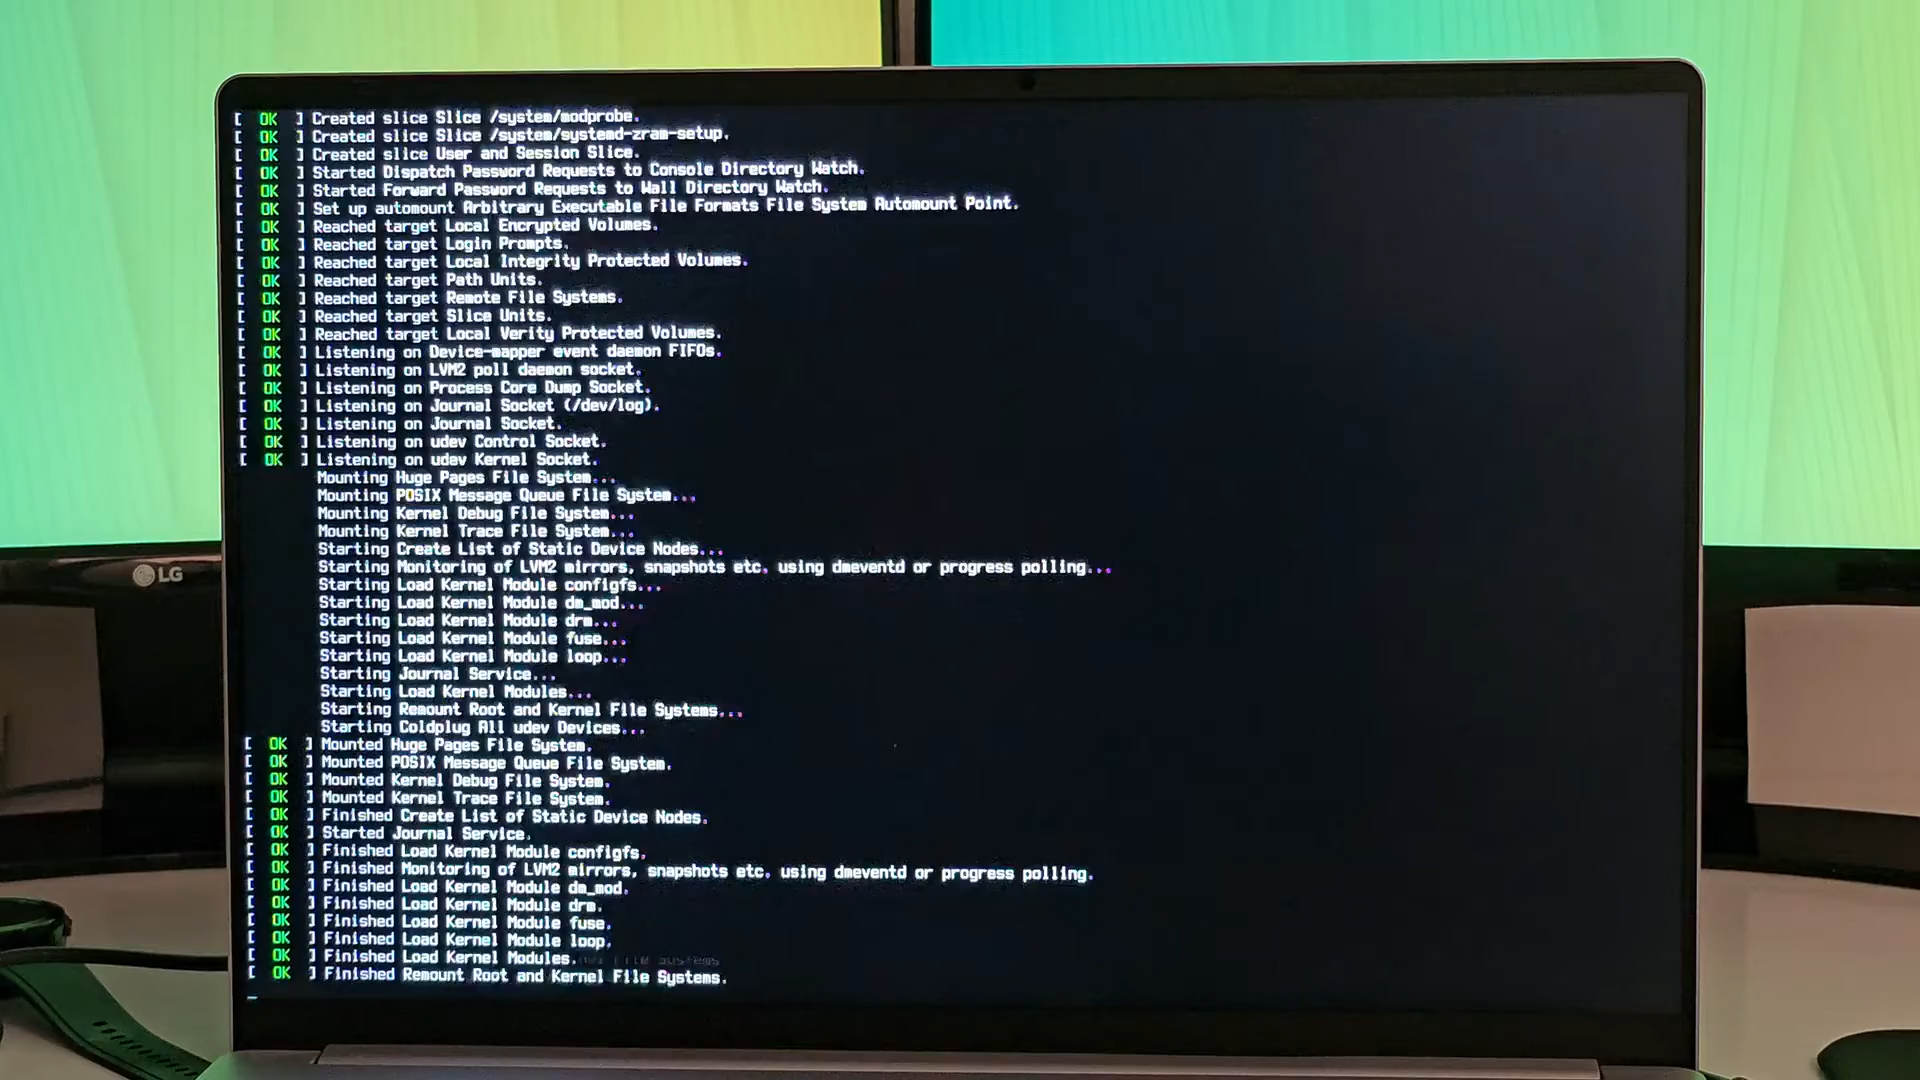 [  OK  ] Created slice Slice /system/modprobe.
[  OK  ] Created slice Slice /system/systemd-zram-setup.
[  OK  ] Created slice User and Session Slice.
[  OK  ] Started Dispatch Password Requests to Console Directory Watch.
[  OK  ] Started Forward Password Requests to Wall Directory Watch.
[  OK  ] Set up automount Arbitrary Executable File Formats File System Automount Point.
[  OK  ] Reached target Local Encrypted Volumes.
[  OK  ] Reached target Login Prompts.
[  OK  ] Reached target Local Integrity Protected Volumes.
[  OK  ] Reached target Path Units.
[  OK  ] Reached target Remote File Systems.
[  OK  ] Reached target Slice Units.
[  OK  ] Reached target Local Verity Protected Volumes.
[  OK  ] Listening on Device-mapper event daemon FIFOs.
[  OK  ] Listening on LVM2 poll daemon socket.
[  OK  ] Listening on Process Core Dump Socket.
[  OK  ] Listening on Journal Socket (/dev/log).
[  OK  ] Listening on Journal Socket.
[  OK  ] Listening on udev Control Socket.
[  OK  ] Listening on udev Kernel Socket.
Mounting Huge Pages File System...
Mounting POSIX Message Queue File System...
Mounting Kernel Debug File System...
Mounting Kernel Trace File System...
Starting Create List of Static Device Nodes...
Starting Monitoring of LVM2 mirrors, snapshots etc. using dmeventd or progress polling...
Starting Load Kernel Module configfs...
Starting Load Kernel Module dm_mod...
Starting Load Kernel Module drm...
Starting Load Kernel Module fuse...
Starting Load Kernel Module loop...
Starting Journal Service...
Starting Load Kernel Modules...
Starting Remount Root and Kernel File Systems...
Starting Coldplug All udev Devices...
[  OK  ] Mounted Huge Pages File System.
[  OK  ] Mounted POSIX Message Queue File System.
[  OK  ] Mounted Kernel Debug File System.
[  OK  ] Mounted Kernel Trace File System.
[  OK  ] Finished Create List of Static Device Nodes.
[  OK  ] Started Journal Service.
[  OK  ] Finished Load Kernel Module configfs.
[  OK  ] Finished Monitoring of LVM2 mirrors, snapshots etc. using dmeventd or progress polling.
[  OK  ] Finished Load Kernel Module dm_mod.
[  OK  ] Finished Load Kernel Module drm.
[  OK  ] Finished Load Kernel Module fuse.
[  OK  ] Finished Load Kernel Module loop.
[  OK  ] Finished Load Kernel Modules.
[  OK  ] Finished Remount Root and Kernel File Systems.
LG